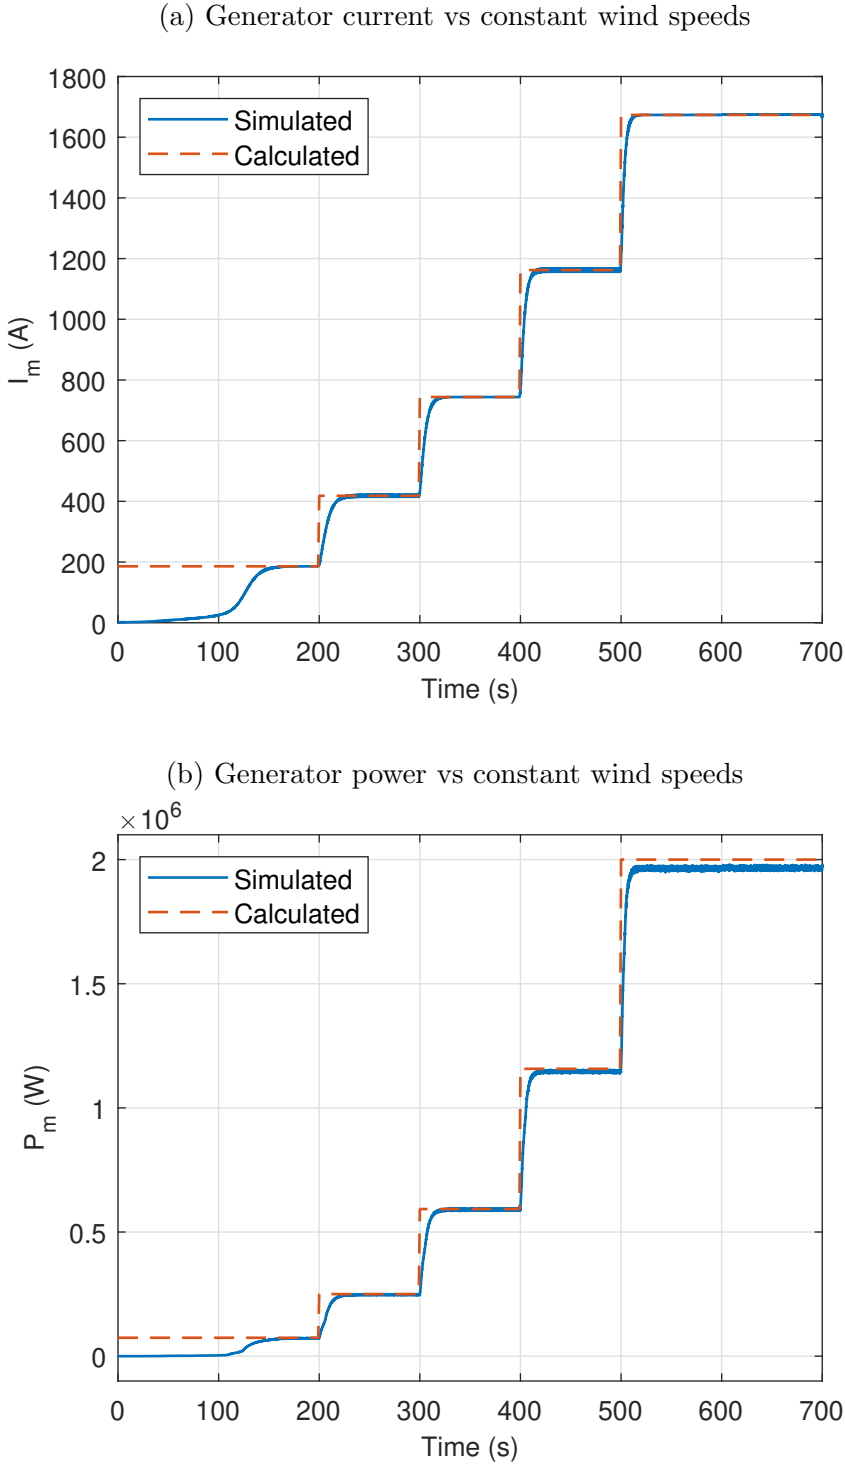 (a) Generator current vs constant wind speeds
1800
1600
1400
1200
1000
800
600
400
200
0
I_m (A)
Simulated
Calculated
0 100 200 300 400 500 600 700
Time (s)
(b) Generator power vs constant wind speeds
×10^6
2
1.5
1
0.5
0
P_m (W)
Simulated
Calculated
0 100 200 300 400 500 600 700
Time (s)